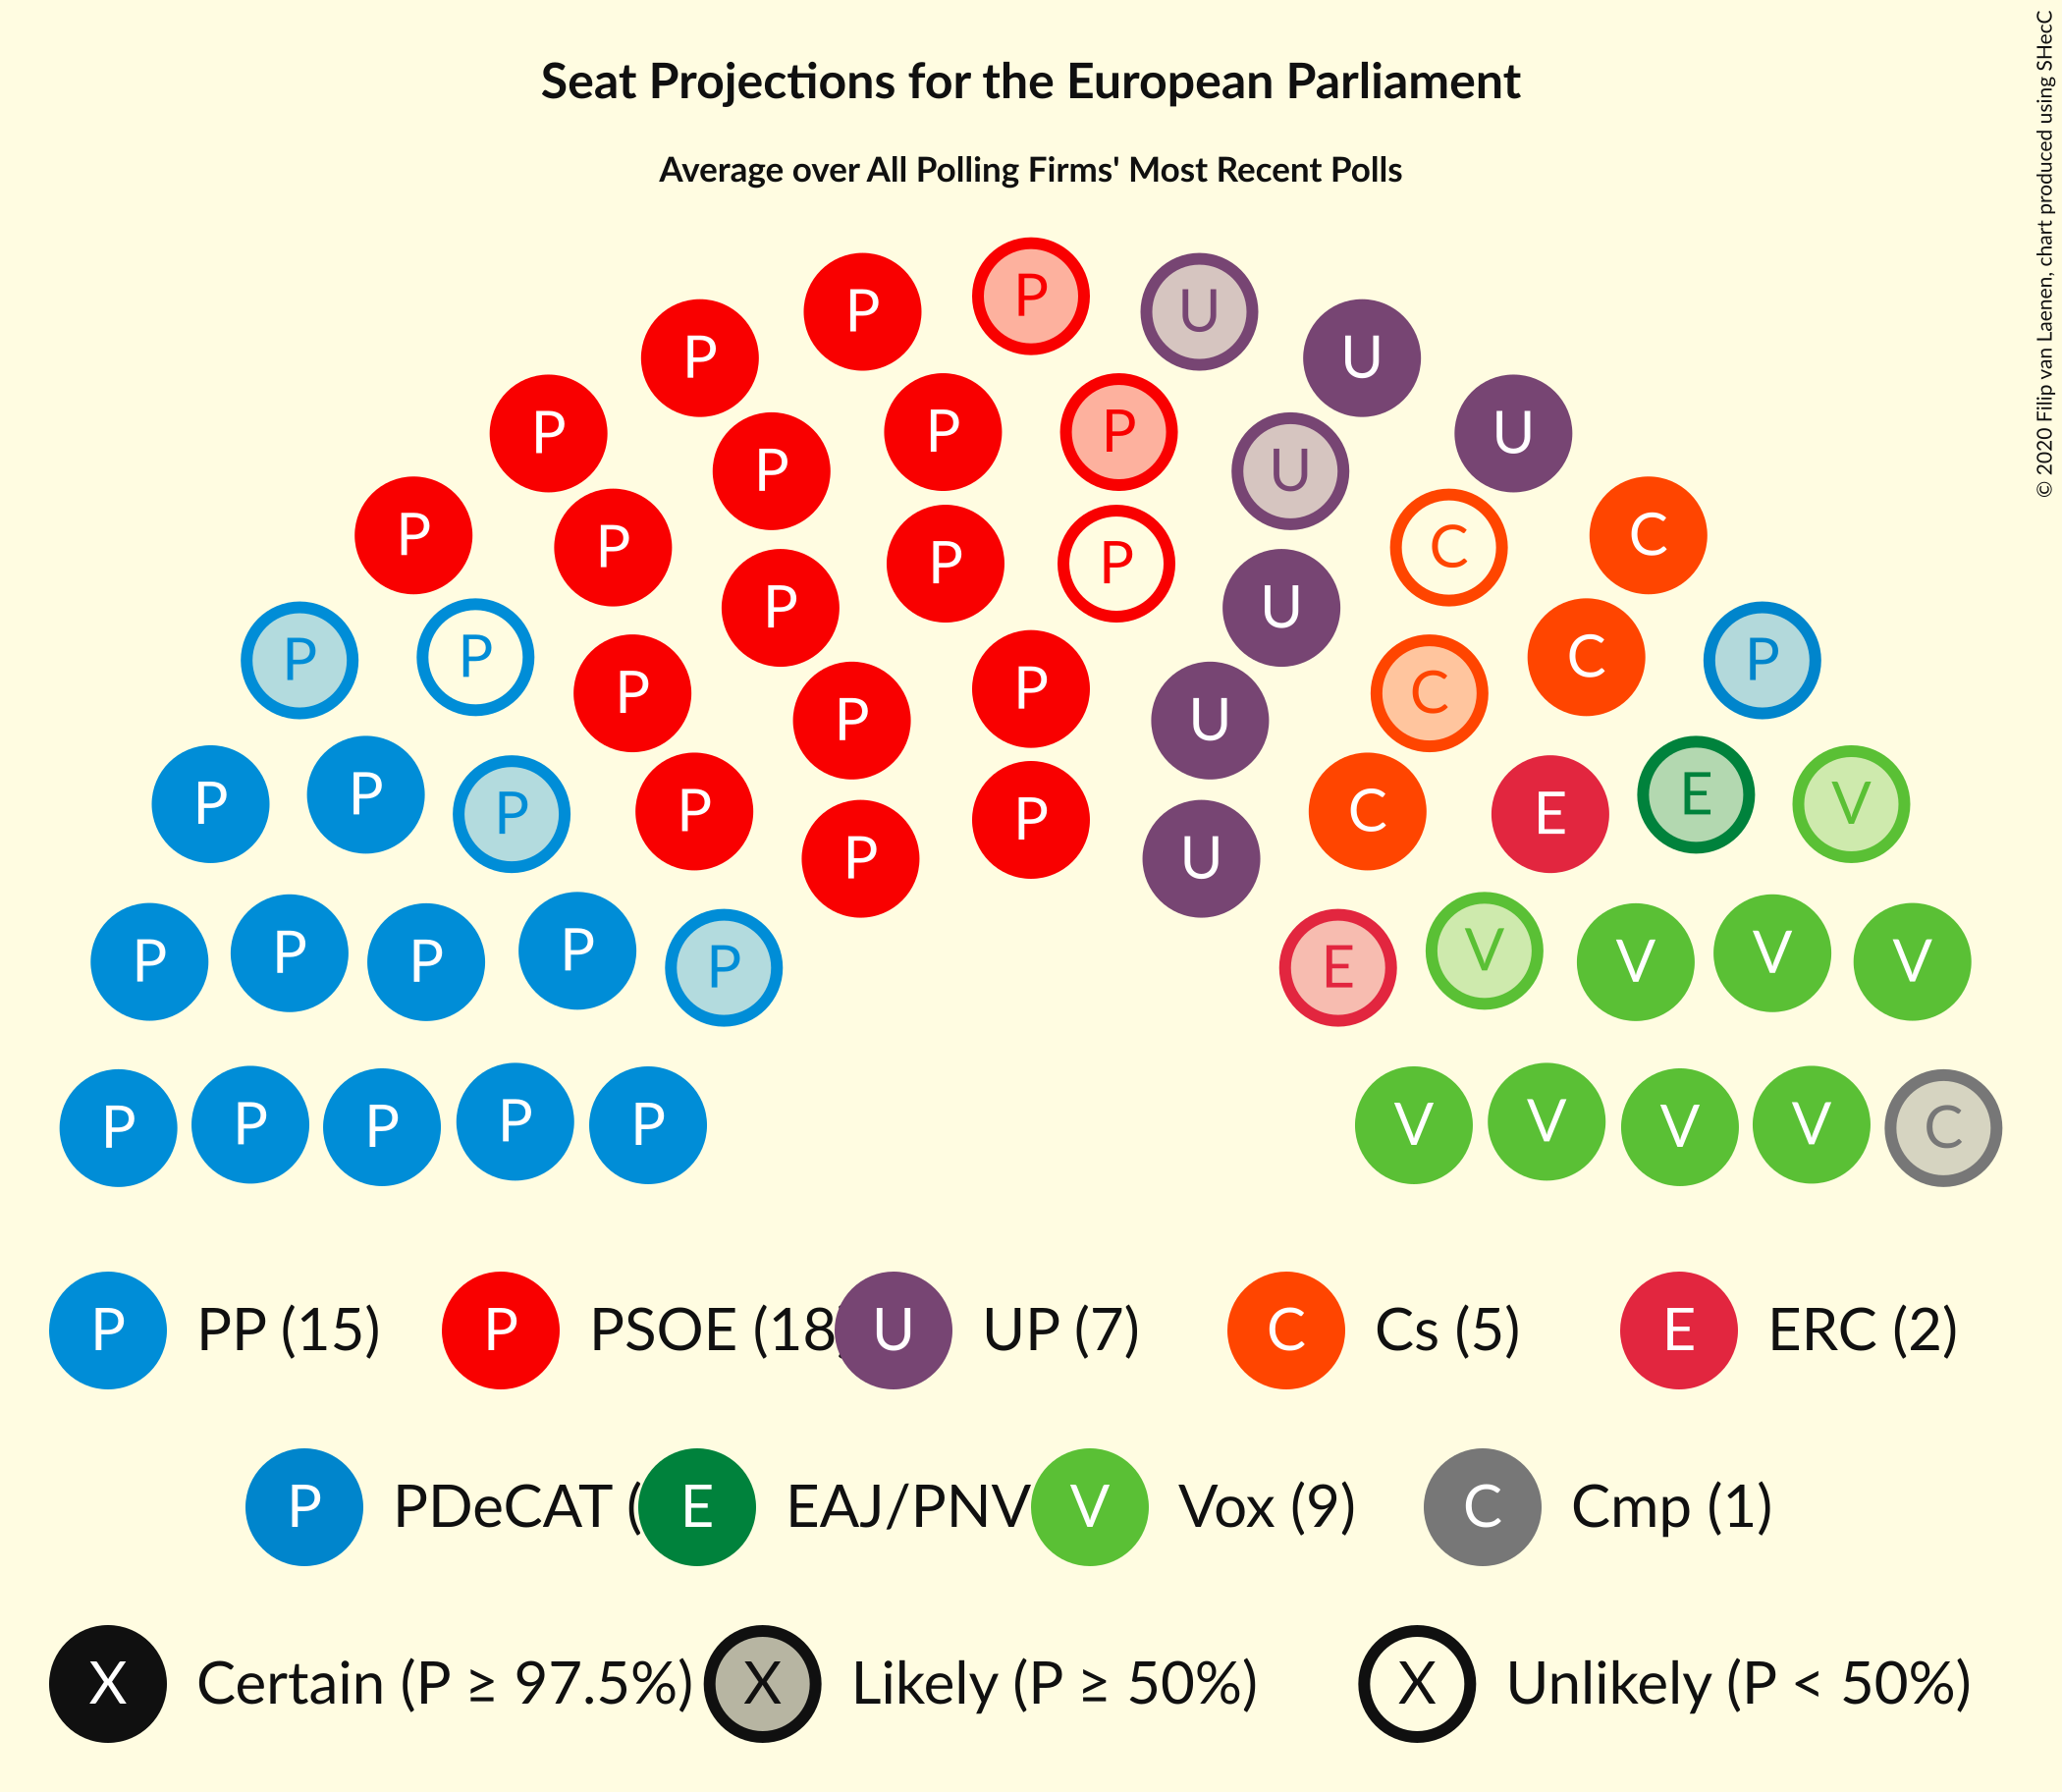 Seat Projections for the European Parliament
Average over All Polling Firms' Most Recent Polls
© 2020 Filip van Laenen, chart produced using SHecC
P
P U
P U
P P P U
P U
P C
P C
P P
P U
P P C P
P P C
P U
P P P P P C E E V
P U
P P P P P E V V V V
P P P P P V V V V C
P PP (15) P PSOE (18 U UP (7) C Cs (5) E ERC (2)
P PDeCAT ( E EAJ/PNV V Vox (9) C Cmp (1)
X Certain (P ≥ 97.5%) X Likely (P ≥ 50%) X Unlikely (P < 50%)